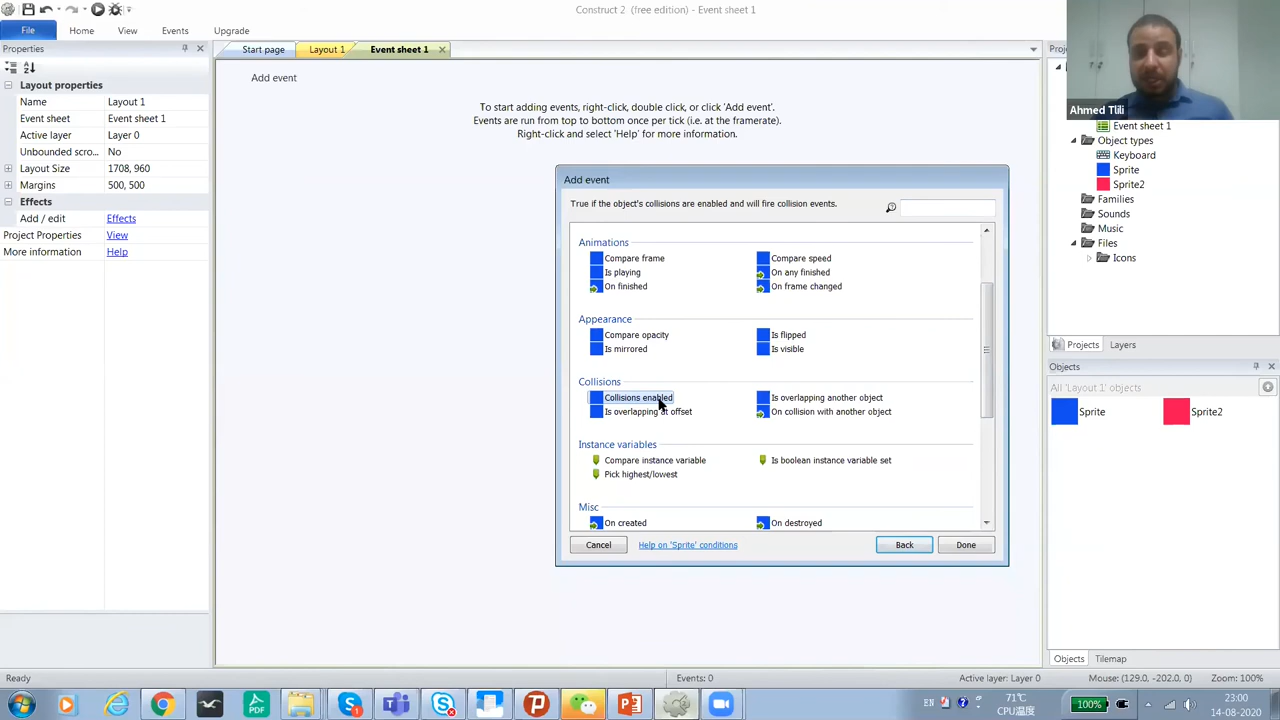 Construct 2 (free edition) - Event sheet 1
File Home View Events Upgrade
Properties
Start page Layout 1 Event sheet 1
Layout properties
Name Layout 1
Event sheet Event sheet 1
Active layer Layer 0
Unbounded scro... No
Layout Size 1708, 960
Margins 500, 500
Effects
Add / edit Effects
Project Properties View
More information Help
Add event
To start adding events, right-click, double click, or click 'Add event'.
Events are run from top to bottom once per tick (i.e. at the framerate).
Right-click and select 'Help' for more information.
Add event
True if the object's collisions are enabled and will fire collision events.
Animations
Compare frame Compare speed
Is playing On any finished
On finished On frame changed
Appearance
Compare opacity Is flipped
Is mirrored Is visible
Collisions
Collisions enabled Is overlapping another object
Is overlapping at offset On collision with another object
Instance variables
Compare instance variable Is boolean instance variable set
Pick highest/lowest
Misc
On created On destroyed
Cancel Help on 'Sprite' conditions Back Done
Ahmed Tlili
Event sheet 1
Object types
Keyboard
Sprite
Sprite2
Families
Sounds
Music
Files
Icons
Projects Layers
Objects
All 'Layout 1' objects
Sprite Sprite2
Objects Tilemap
Ready Events: 0 Active layer: Layer 0 Mouse: (129.0, -202.0, 0) Zoom: 100%
EN
71℃
CPU温度
100%
23:00
14-08-2020